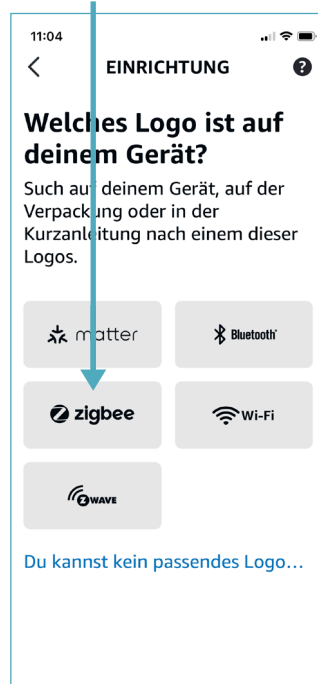 11:04
EINRICHTUNG ?
Welches Logo ist auf
deinem Gerät?
Such auf deinem Gerät, auf der
Verpackung oder in der
Kurzanleitung nach einem dieser
Logos.
matter
Bluetooth
zigbee
Wi-Fi
Z WAVE
Du kannst kein passendes Logo...